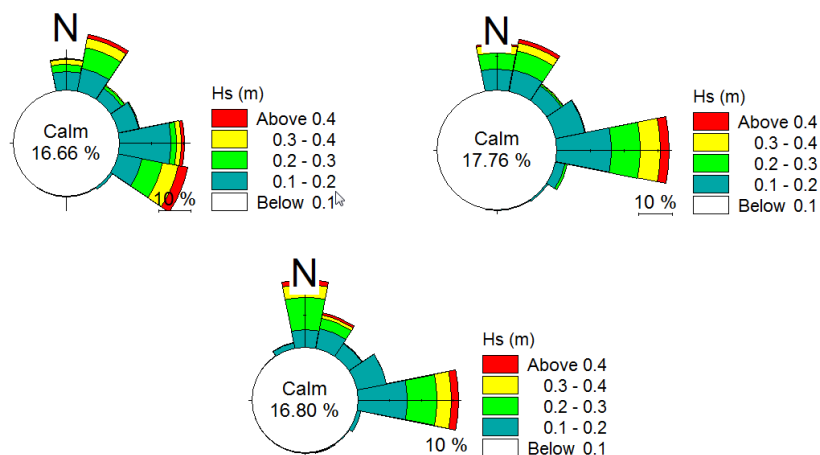 N
Calm
16.66 %
Hs (m)
Above 0.4
0.3 - 0.4
0.2 - 0.3
0.1 - 0.2
Below 0.1
10 %
N
Calm
17.76 %
Hs (m)
Above 0.4
0.3 - 0.4
0.2 - 0.3
0.1 - 0.2
Below 0.1
10 %
N
Calm
16.80 %
Hs (m)
Above 0.4
0.3 - 0.4
0.2 - 0.3
0.1 - 0.2
Below 0.1
10 %